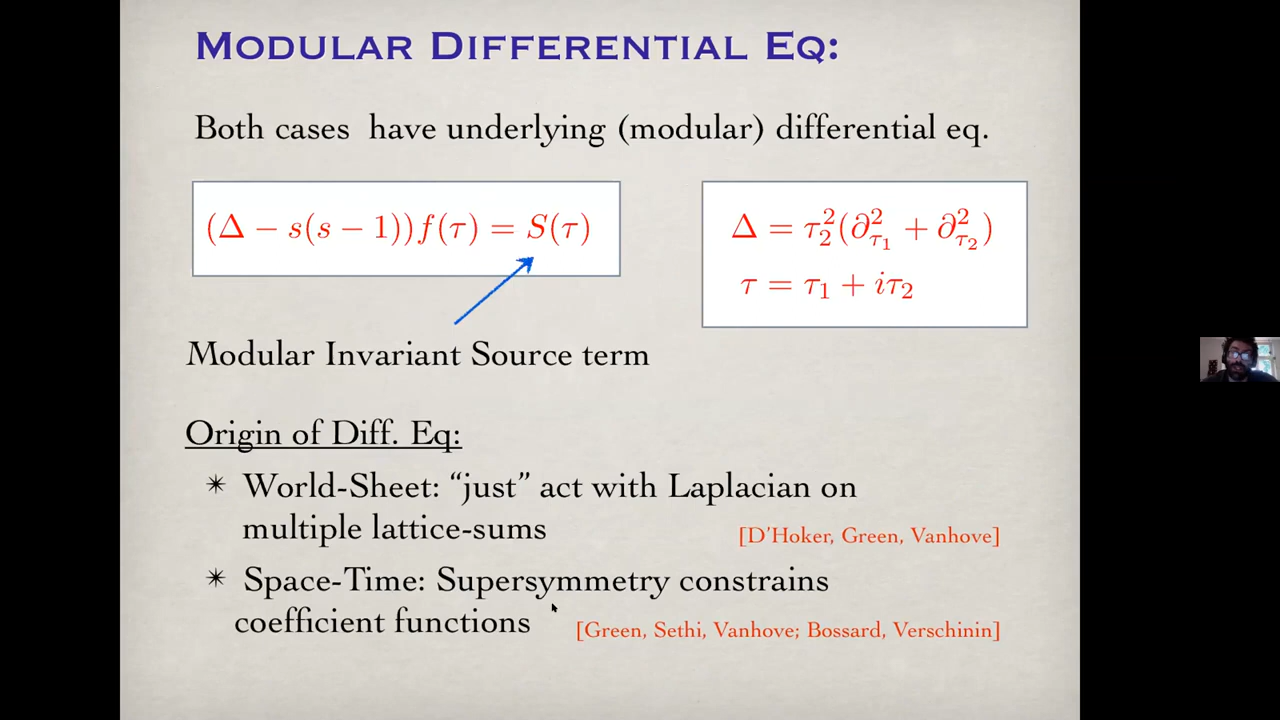 MODULAR DIFFERENTIAL EQ:
Both cases have underlying (modular) differential eq.
(Δ − s(s − 1))f(τ) = S(τ)
Δ = τ₂²(∂²_τ₁ + ∂²_τ₂)
τ = τ₁ + iτ₂
Modular Invariant Source term
Origin of Diff. Eq:
✴ World-Sheet: “just” act with Laplacian on
multiple lattice-sums
[D’Hoker, Green, Vanhove]
✴ Space-Time: Supersymmetry constrains
coefficient functions
[Green, Sethi, Vanhove; Bossard, Verschinin]